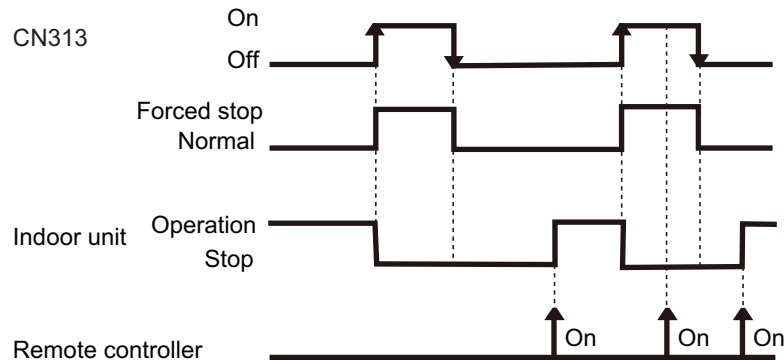 On
CN313
Off
Forced stop
Normal
Operation
Indoor unit
Stop
On
On
On
Remote controller